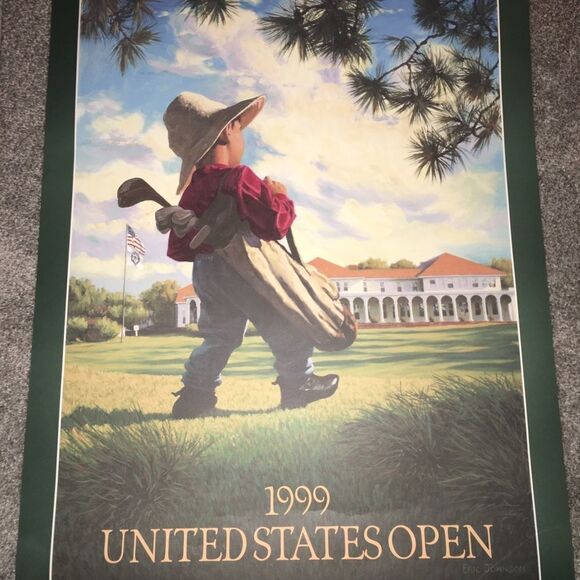 1999
UNITED STATES OPEN
ERIC JOHNSON